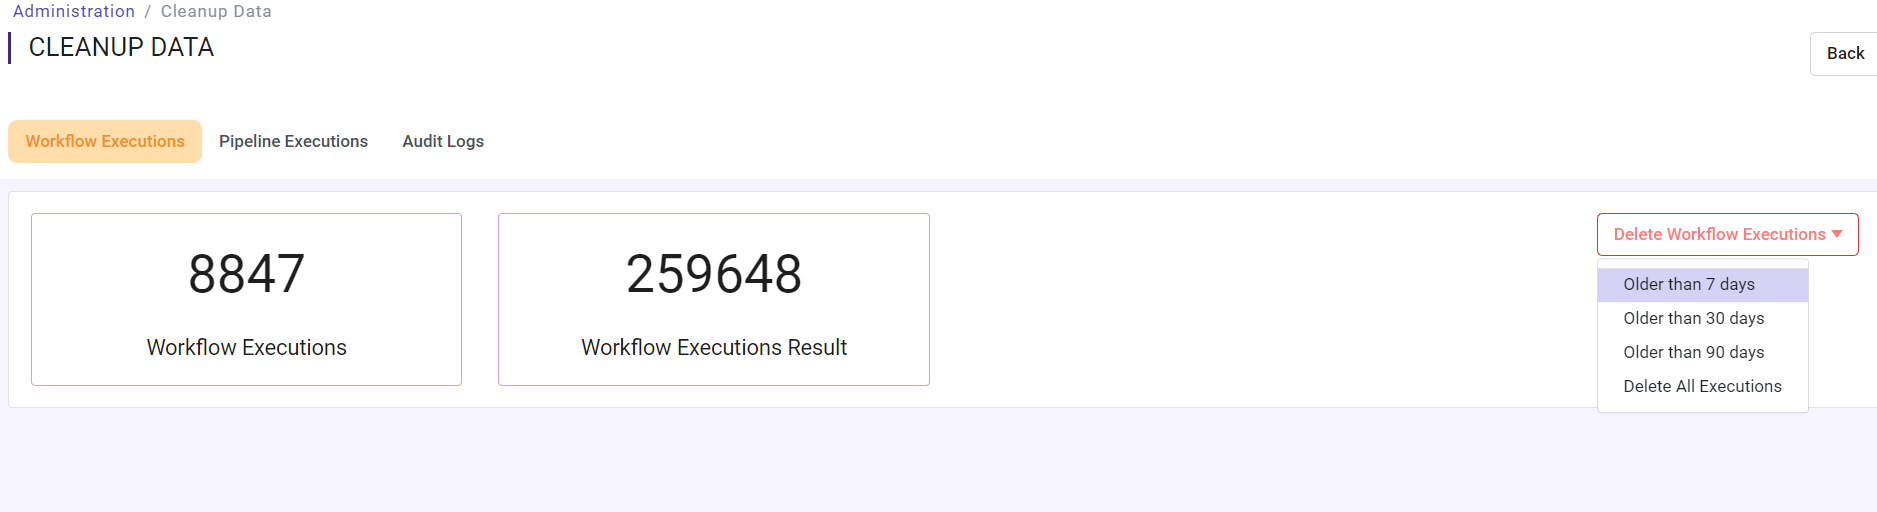 Administration / Cleanup Data
CLEANUP DATA
Back
Workflow Executions
Pipeline Executions
Audit Logs
8847
Workflow Executions
259648
Workflow Executions Result
Delete Workflow Executions
Older than 7 days
Older than 30 days
Older than 90 days
Delete All Executions